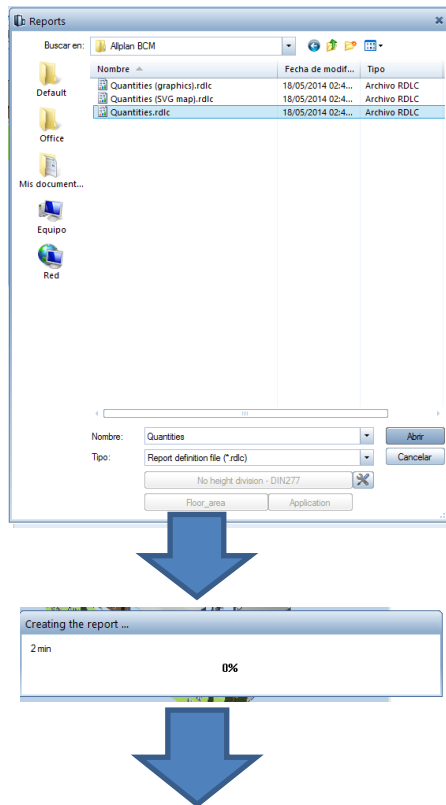 Reports
Buscar en: Allplan BCM
Nombre Fecha de modif... Tipo
Quantities (graphics).rdlc 18/05/2014 02:4... Archivo RDLC
Quantities (SVG map).rdlc 18/05/2014 02:4... Archivo RDLC
Quantities.rdlc 18/05/2014 02:4... Archivo RDLC
Default
Office
Mis document...
Equipo
Red
Nombre: Quantities Abrir
Tipo: Report definition file (*.rdlc) Cancelar
No height division - DIN277
Floor_area Application
Creating the report ...
2 min
0%